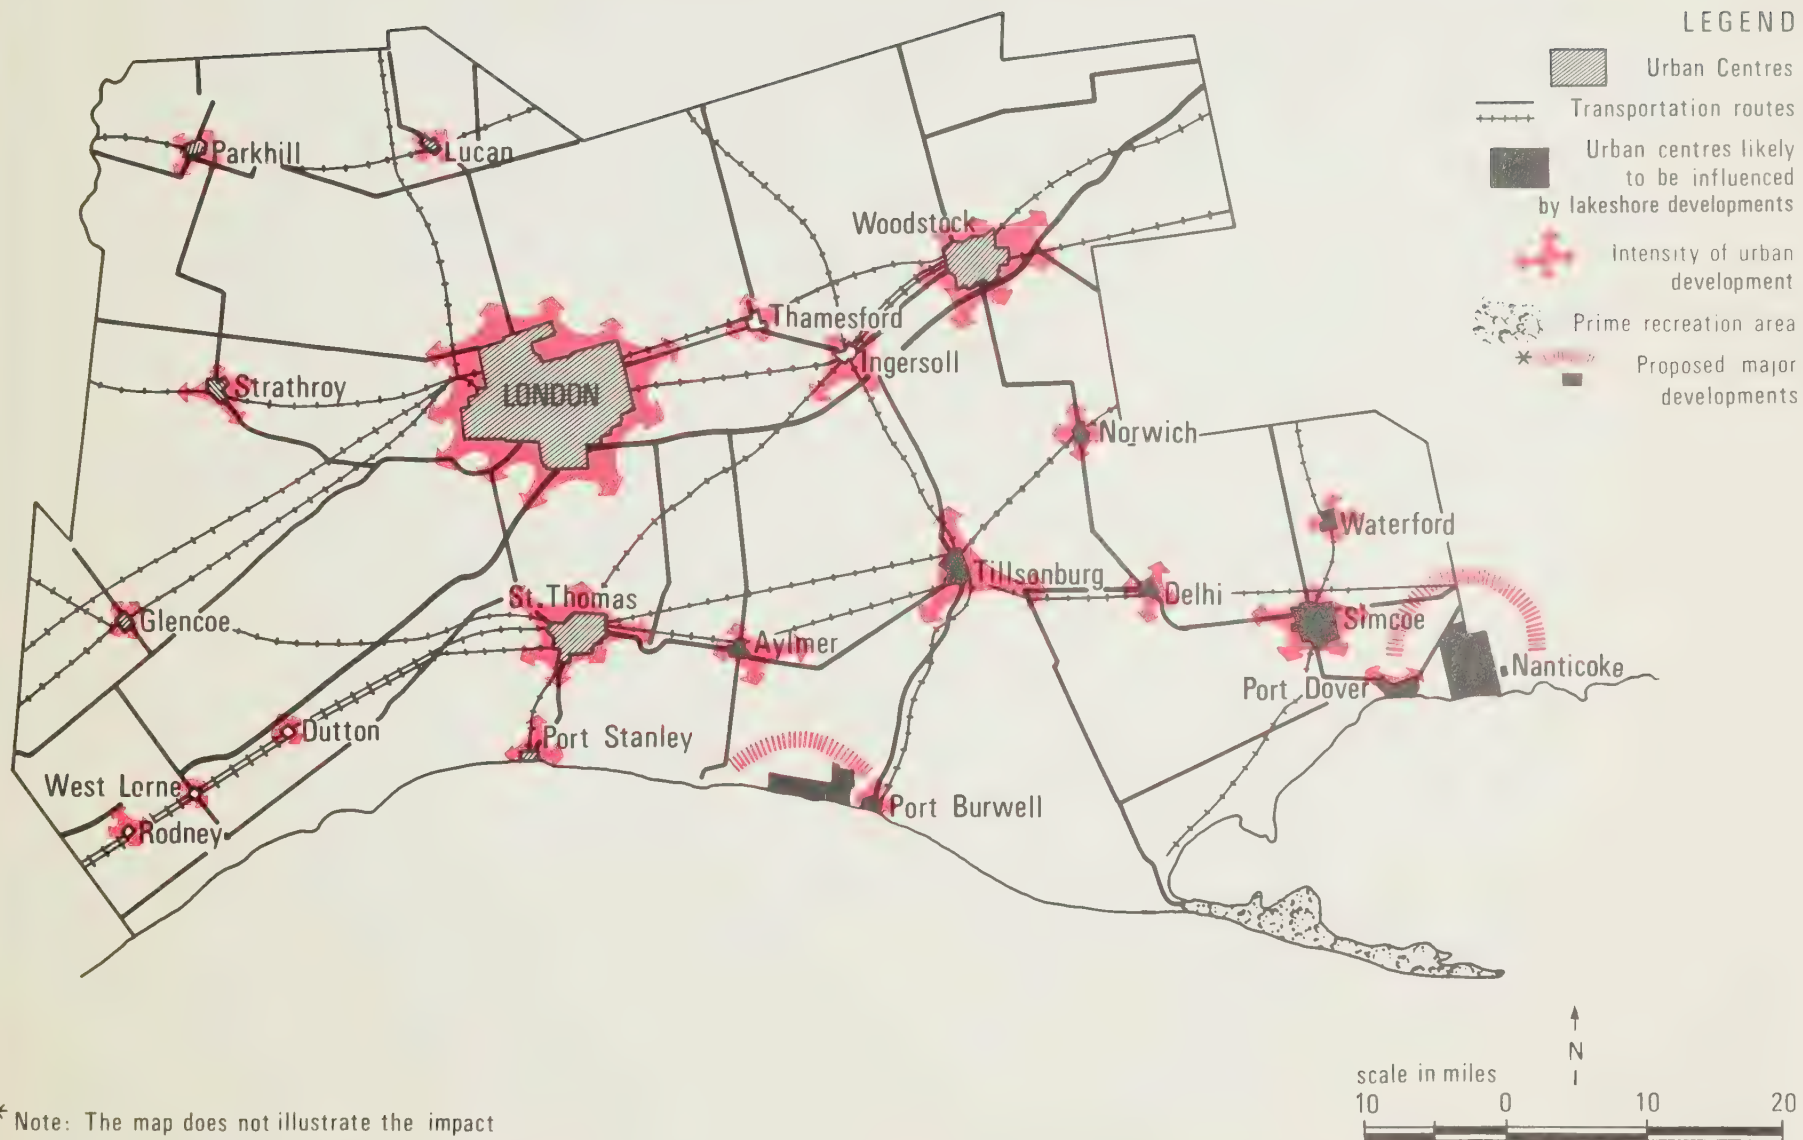 LEGEND
Urban Centres
Transportation routes
Urban centres likely
to be influenced
by lakeshore developments
Intensity of urban
development
Prime recreation area
* Proposed major
developments
Parkhill
Lucan
Woodstock
Thamesford
Ingersoll
Strathroy
LONDON
Norwich
Waterford
Tillsonburg
Delhi
St. Thomas
Glencoe
Simcoe
Aylmer
Nanticoke
Port Dover
Dutton
Port Stanley
West Lorne
Port Burwell
Rodney
N
scale in miles
10 0 10 20
* Note: The map does not illustrate the impact